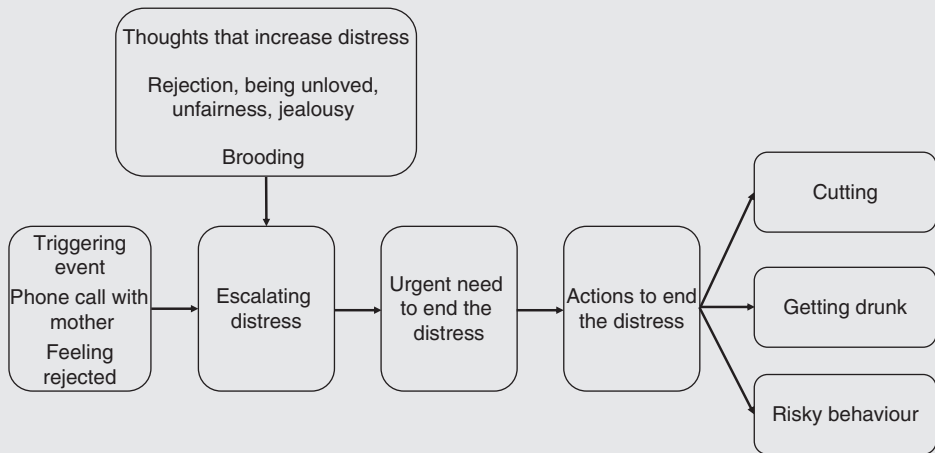 Thoughts that increase distress
Rejection, being unloved,
unfairness, jealousy
Brooding
Triggering
event
Phone call with
mother
Feeling
rejected
Escalating
distress
Urgent need
to end the
distress
Actions to end
the distress
Cutting
Getting drunk
Risky behaviour